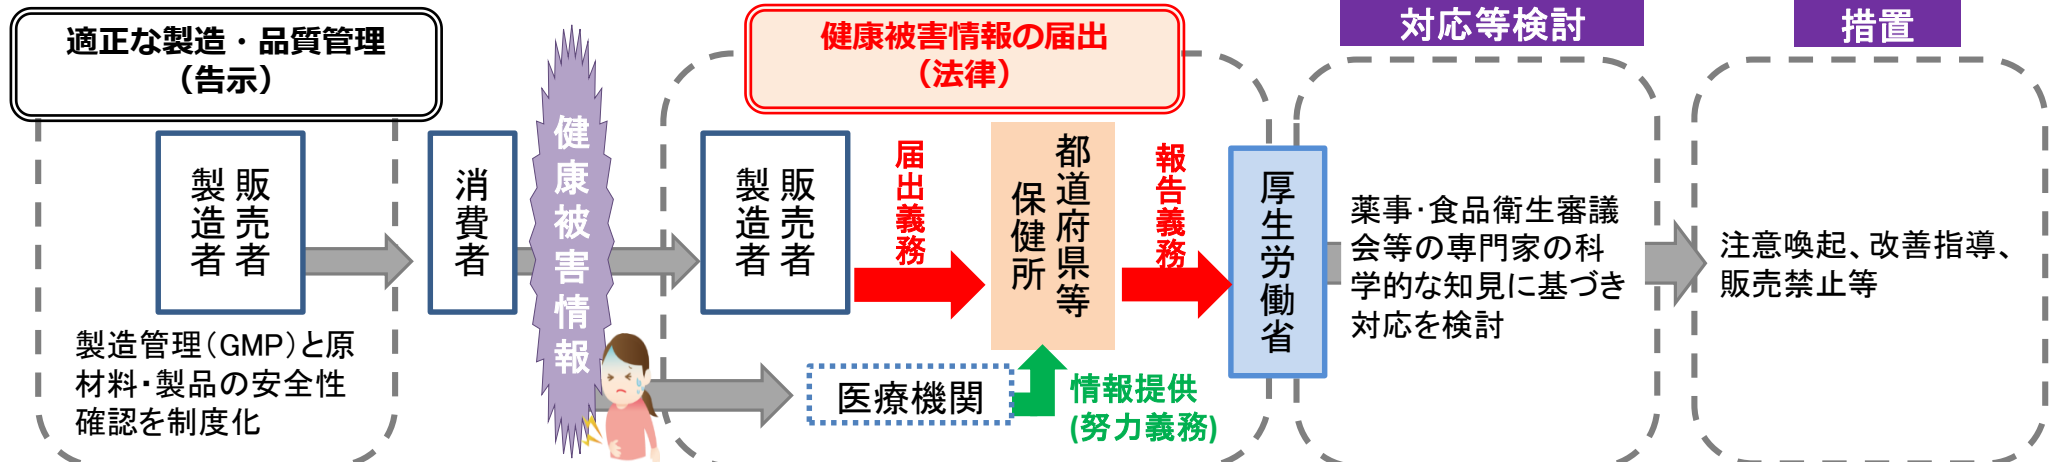 適正な製造・品質管理
（告示）
製造者
販売者
製造管理（GMP）と原
材料・製品の安全性
確認を制度化
消費者
健康被害情報
健康被害情報の届出
（法律）
製造者
販売者
届出義務
都道府県等
保健所
報告義務
医療機関
情報提供
(努力義務)
厚生労働省
対応等検討
薬事・食品衛生審議
会等の専門家の科
学的な知見に基づき
対応を検討
措置
注意喚起、改善指導、
販売禁止等